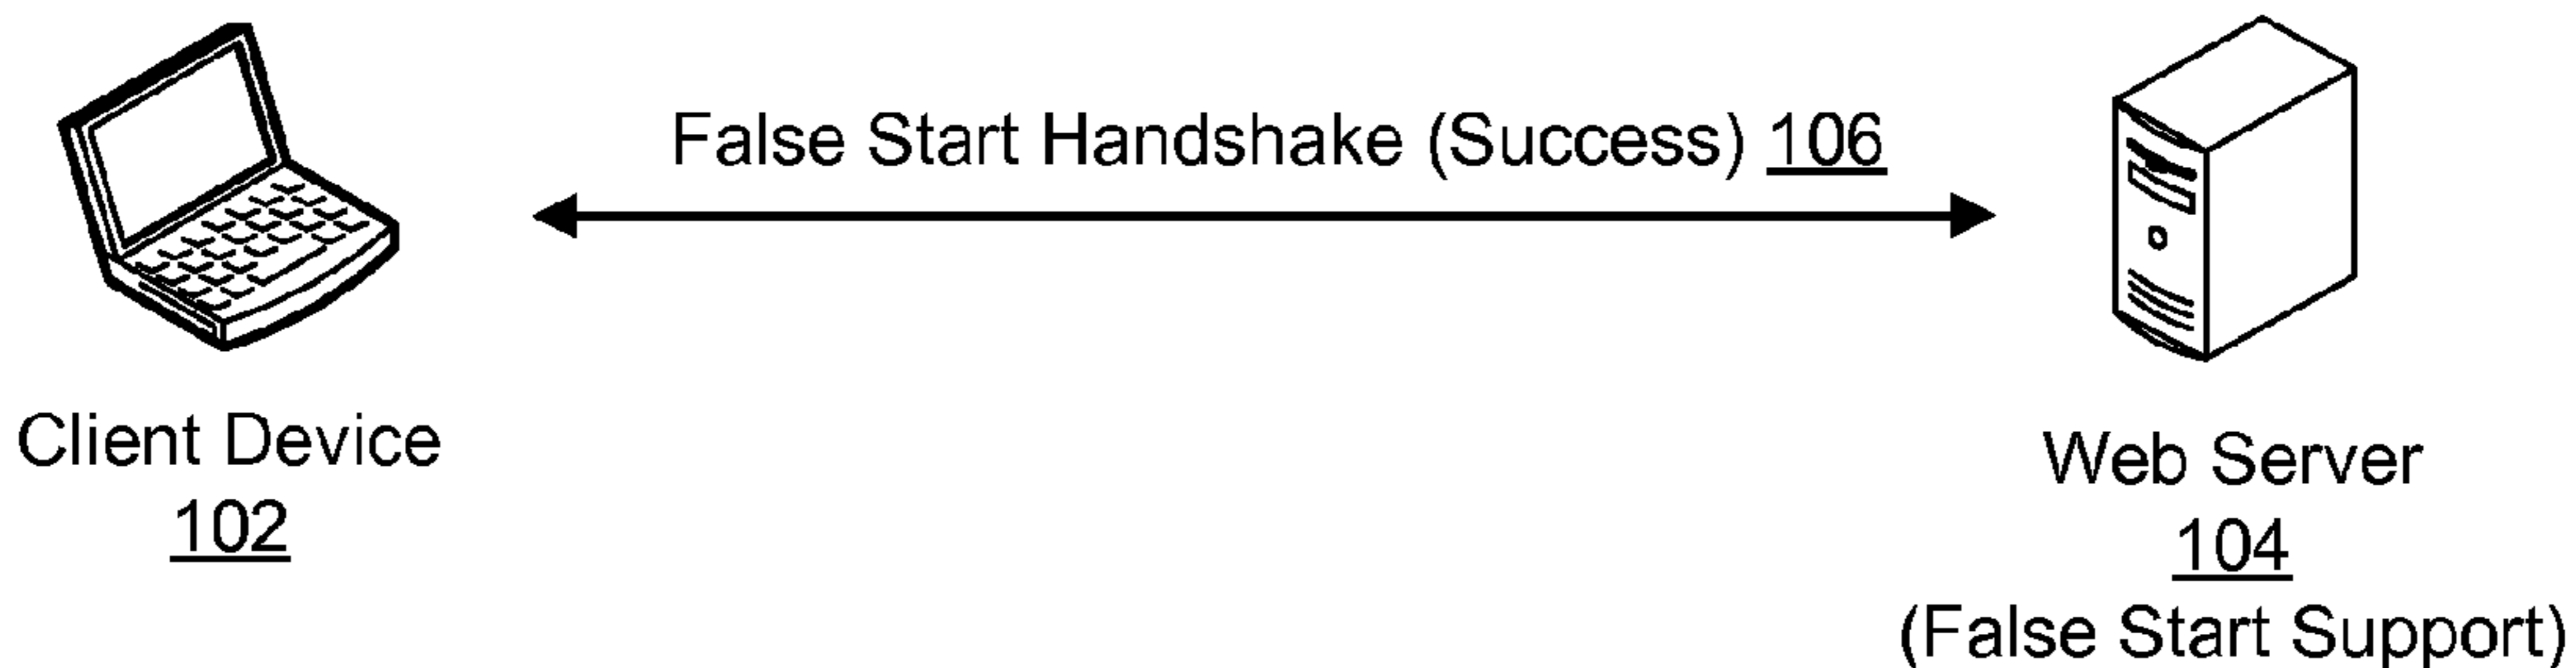 False Start Handshake (Success) 106
Client Device
102
Web Server
104
(False Start Support)